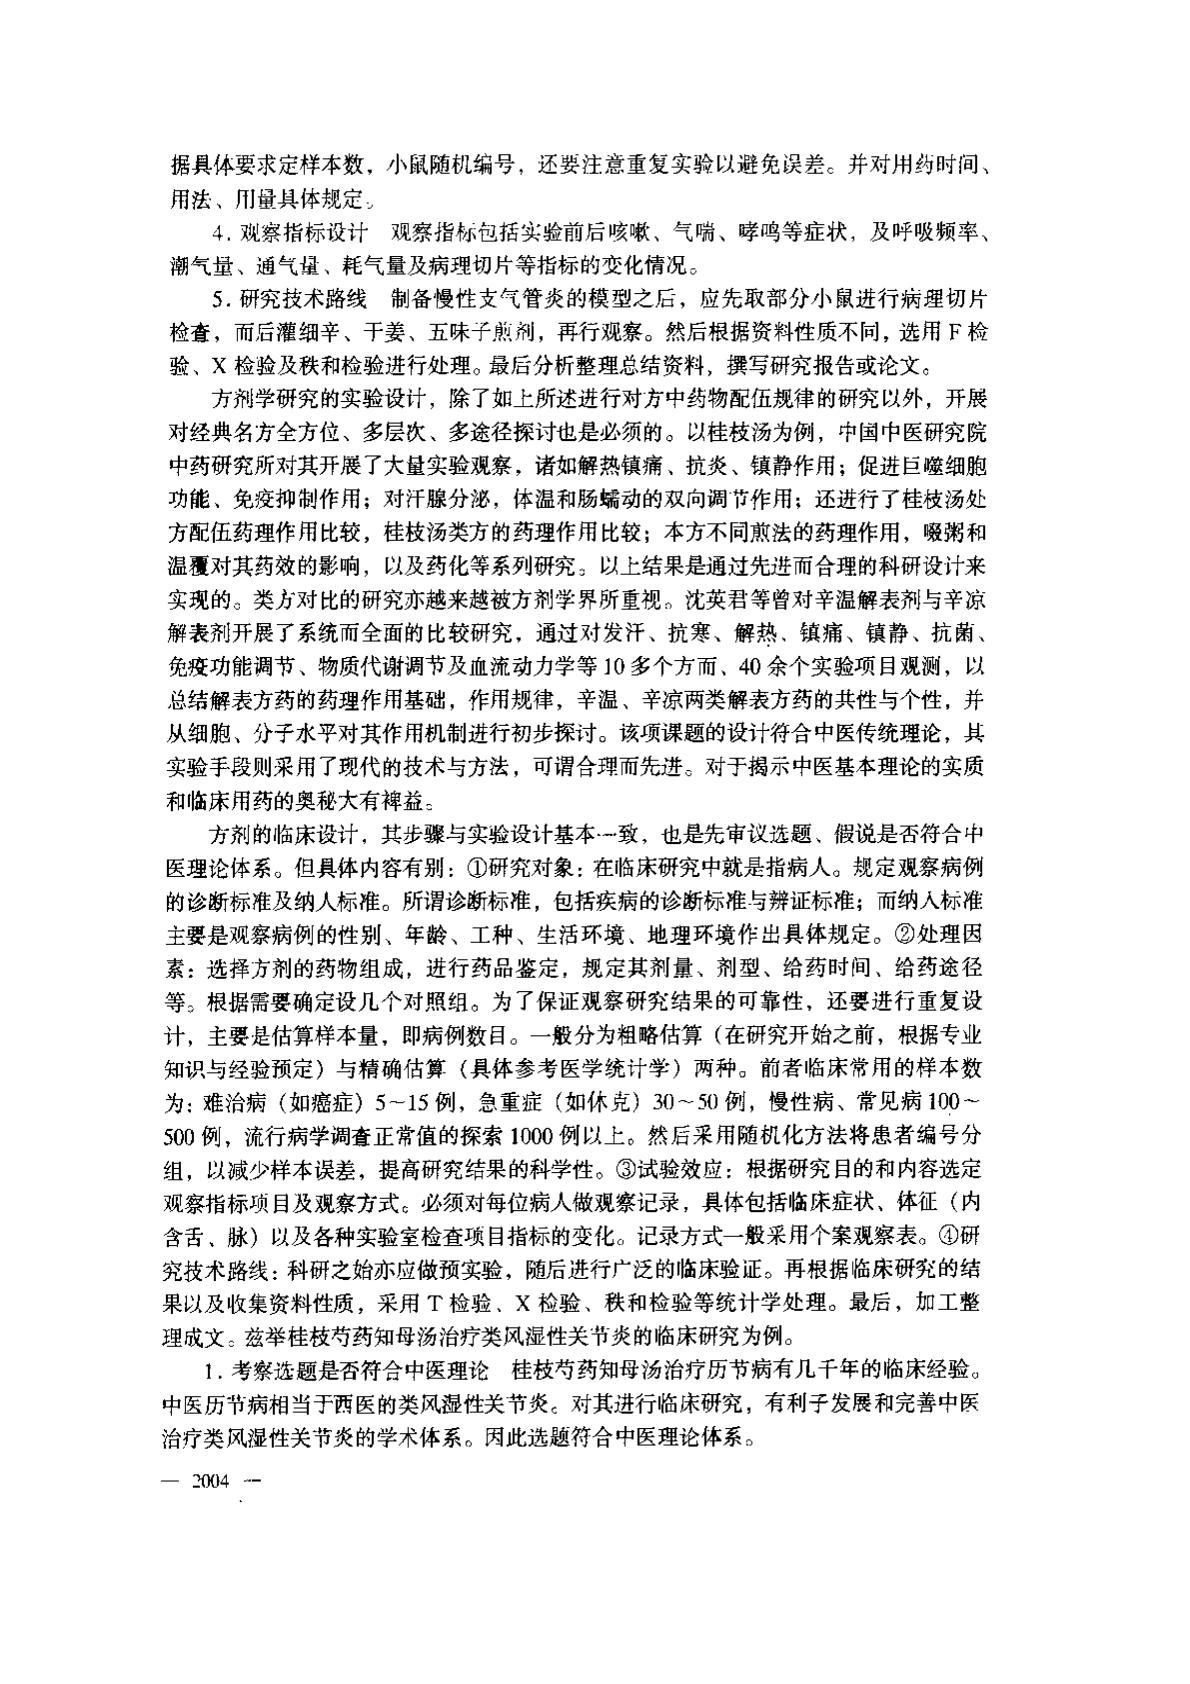 据具体要求定样本数，小鼠随机编号，还要注意重复实验以避免误差。并对用药时间、
用法、用量具体规定。
4．观察指标设计　观察指标包括实验前后咳嗽、气喘、哮鸣等症状，及呼吸频率、
潮气量、通气量、耗气量及病理切片等指标的变化情况。
5．研究技术路线　制备慢性支气管炎的模型之后，应先取部分小鼠进行病理切片
检查，而后灌细辛、干姜、五味子煎剂，再行观察。然后根据资料性质不同，选用 F 检
验、X 检验及秩和检验进行处理。最后分析整理总结资料，撰写研究报告或论文。
方剂学研究的实验设计，除了如上所述进行对方中药物配伍规律的研究以外，开展
对经典名方全方位、多层次、多途径探讨也是必须的。以桂枝汤为例，中国中医研究院
中药研究所对其开展了大量实验观察，诸如解热镇痛、抗炎、镇静作用；促进巨噬细胞
功能、免疫抑制作用；对汗腺分泌，体温和肠蠕动的双向调节作用；还进行了桂枝汤处
方配伍药理作用比较，桂枝汤类方的药理作用比较；本方不同煎法的药理作用，啜粥和
温覆对其药效的影响，以及药化等系列研究。以上结果是通过先进而合理的科研设计来
实现的。类方对比的研究亦越来越被方剂学界所重视。沈英君等曾对辛温解表剂与辛凉
解表剂开展了系统而全面的比较研究，通过对发汗、抗寒、解热、镇痛、镇静、抗菌、
免疫功能调节、物质代谢调节及血流动力学等 10 多个方面、40 余个实验项目观测，以
总结解表方药的药理作用基础，作用规律，辛温、辛凉两类解表方药的共性与个性，并
从细胞、分子水平对其作用机制进行初步探讨。该项课题的设计符合中医传统理论，其
实验手段则采用了现代的技术与方法，可谓合理而先进。对于揭示中医基本理论的实质
和临床用药的奥秘大有裨益。
方剂的临床设计，其步骤与实验设计基本一致，也是先审议选题、假说是否符合中
医理论体系。但具体内容有别：①研究对象：在临床研究中就是指病人。规定观察病例
的诊断标准及纳人标准。所谓诊断标准，包括疾病的诊断标准与辨证标准；而纳入标准
主要是观察病例的性别、年龄、工种、生活环境、地理环境作出具体规定。②处理因
素：选择方剂的药物组成，进行药品鉴定，规定其剂量、剂型、给药时间、给药途径
等。根据需要确定设几个对照组。为了保证观察研究结果的可靠性，还要进行重复设
计，主要是估算样本量，即病例数目。一般分为粗略估算（在研究开始之前，根据专业
知识与经验预定）与精确估算（具体参考医学统计学）两种。前者临床常用的样本数
为：难治病（如癌症）5～15 例，急重症（如休克）30～50 例，慢性病、常见病 100～
500 例，流行病学调查正常值的探索 1000 例以上。然后采用随机化方法将患者编号分
组，以减少样本误差，提高研究结果的科学性。③试验效应：根据研究目的和内容选定
观察指标项目及观察方式。必须对每位病人做观察记录，具体包括临床症状、体征（内
含舌、脉）以及各种实验室检查项目指标的变化。记录方式一般采用个案观察表。④研
究技术路线：科研之始亦应做预实验，随后进行广泛的临床验证。再根据临床研究的结
果以及收集资料性质，采用 T 检验、X 检验、秩和检验等统计学处理。最后，加工整
理成文。兹举桂枝芍药知母汤治疗类风湿性关节炎的临床研究为例。
1．考察选题是否符合中医理论　桂枝芍药知母汤治疗历节病有几千年的临床经验。
中医历节病相当于西医的类风湿性关节炎。对其进行临床研究，有利于发展和完善中医
治疗类风湿性关节炎的学术体系。因此选题符合中医理论体系。
— 2004 —